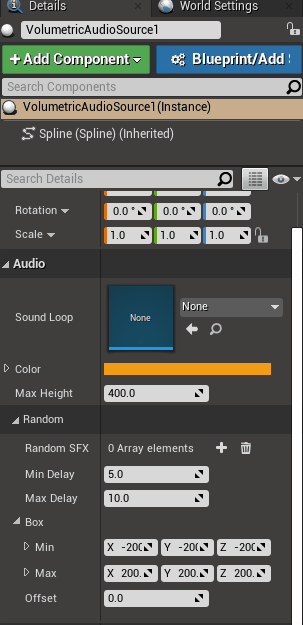 Details
World Settings
VolumetricAudioSource1
+ Add Component
Blueprint/Add S
Search Components
VolumetricAudioSource1(Instance)
Spline (Spline) (Inherited)
Search Details
Rotation 0.0 ° 0.0 ° 0.0 °
Scale 1.0 1.0 1.0
Audio
Sound Loop None None
Color
Max Height 400.0
Random
Random SFX 0 Array elements
Min Delay 5.0
Max Delay 10.0
Box
Min X -200 Y -200 Z -200
Max X 200. Y 200. Z 200.
Offset 0.0